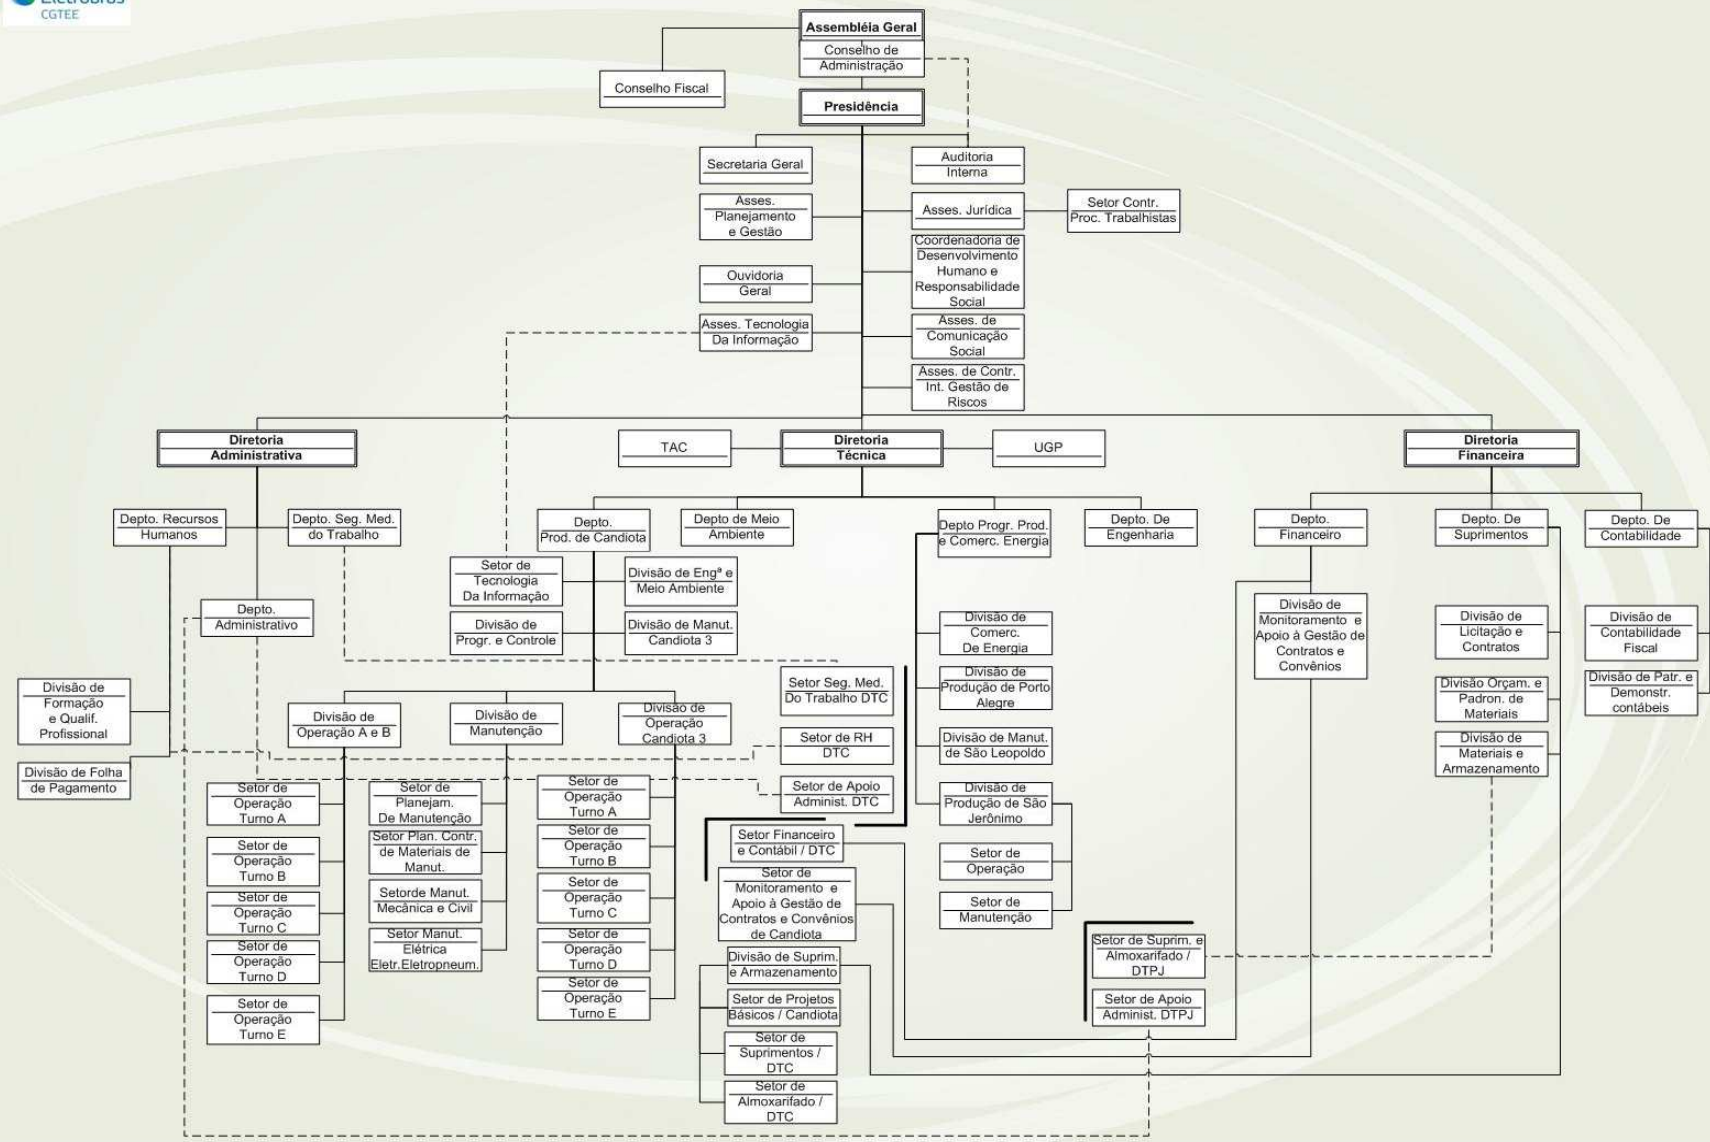 Eletrobras
CGTEE
Assembléia Geral
Conselho de
Administração
Conselho Fiscal
Presidência
Secretaria Geral
Auditoria
Interna
Asses.
Planejamento
e Gestão
Asses. Jurídica
Setor Contr.
Proc. Trabalhistas
Ouvidoria
Geral
Coordenadoria de
Desenvolvimento
Humano e
Responsabilidade
Social
Asses. Tecnologia
Da Informação
Asses. de
Comunicação
Social
Asses. de Contr.
Int. Gestão de
Riscos
Diretoria
Administrativa
TAC
Diretoria
Técnica
UGP
Diretoria
Financeira
Depto. Recursos
Humanos
Depto. Seg. Med.
do Trabalho
Depto.
Prod. de Candiota
Depto de Meio
Ambiente
Depto Progr. Prod.
e Comerc. Energia
Depto. De
Engenharia
Depto.
Financeiro
Depto. De
Suprimentos
Depto. De
Contabilidade
Depto.
Administrativo
Setor de
Tecnologia
Da Informação
Divisão de Engª e
Meio Ambiente
Divisão de
Progr. e Controle
Divisão de Manut.
Candiota 3
Divisão de
Comerc.
De Energia
Divisão de
Monitoramento e
Apoio à Gestão de
Contratos e
Convênios
Divisão de
Licitação e
Contratos
Divisão de
Contabilidade
Fiscal
Divisão de
Formação
e Qualif.
Profissional
Divisão de Folha
de Pagamento
Divisão de
Operação A e B
Divisão de
Manutenção
Divisão de
Operação
Candiota 3
Setor Seg. Med.
Do Trabalho DTC
Setor de RH
DTC
Setor de Apoio
Administ. DTC
Divisão de
Produção de Porto
Alegre
Divisão de Manut.
de São Leopoldo
Divisão de
Produção de São
Jerônimo
Setor de
Operação
Setor de
Manutenção
Divisão Orçam. e
Padron. de
Materiais
Divisão de
Materiais e
Armazenamento
Divisão de Patr. e
Demonstr.
contábeis
Setor de
Operação
Turno A
Setor de
Operação
Turno B
Setor de
Operação
Turno C
Setor de
Operação
Turno D
Setor de
Operação
Turno E
Setor de
Planejam.
De Manutenção
Setor Plan. Contr.
de Materiais de
Manut.
Setorde Manut.
Mecânica e Civil
Setor Manut.
Elétrica
Eletr.Eletropneum.
Setor de
Operação
Turno A
Setor de
Operação
Turno B
Setor de
Operação
Turno C
Setor de
Operação
Turno D
Setor de
Operação
Turno E
Setor Financeiro
e Contábil / DTC
Setor de
Monitoramento e
Apoio à Gestão de
Contratos e Convênios
de Candiota
Divisão de Suprim.
e Armazenamento
Setor de Projetos
Básicos / Candiota
Setor de
Suprimentos /
DTC
Setor de
Almoxarifado /
DTC
Setor de Suprim. e
Almoxarifado /
DTPJ
Setor de Apoio
Administ. DTPJ